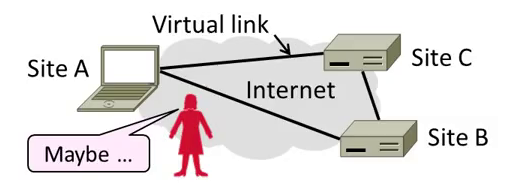 Virtual link
Site A
Site C
Internet
Site B
Maybe ...